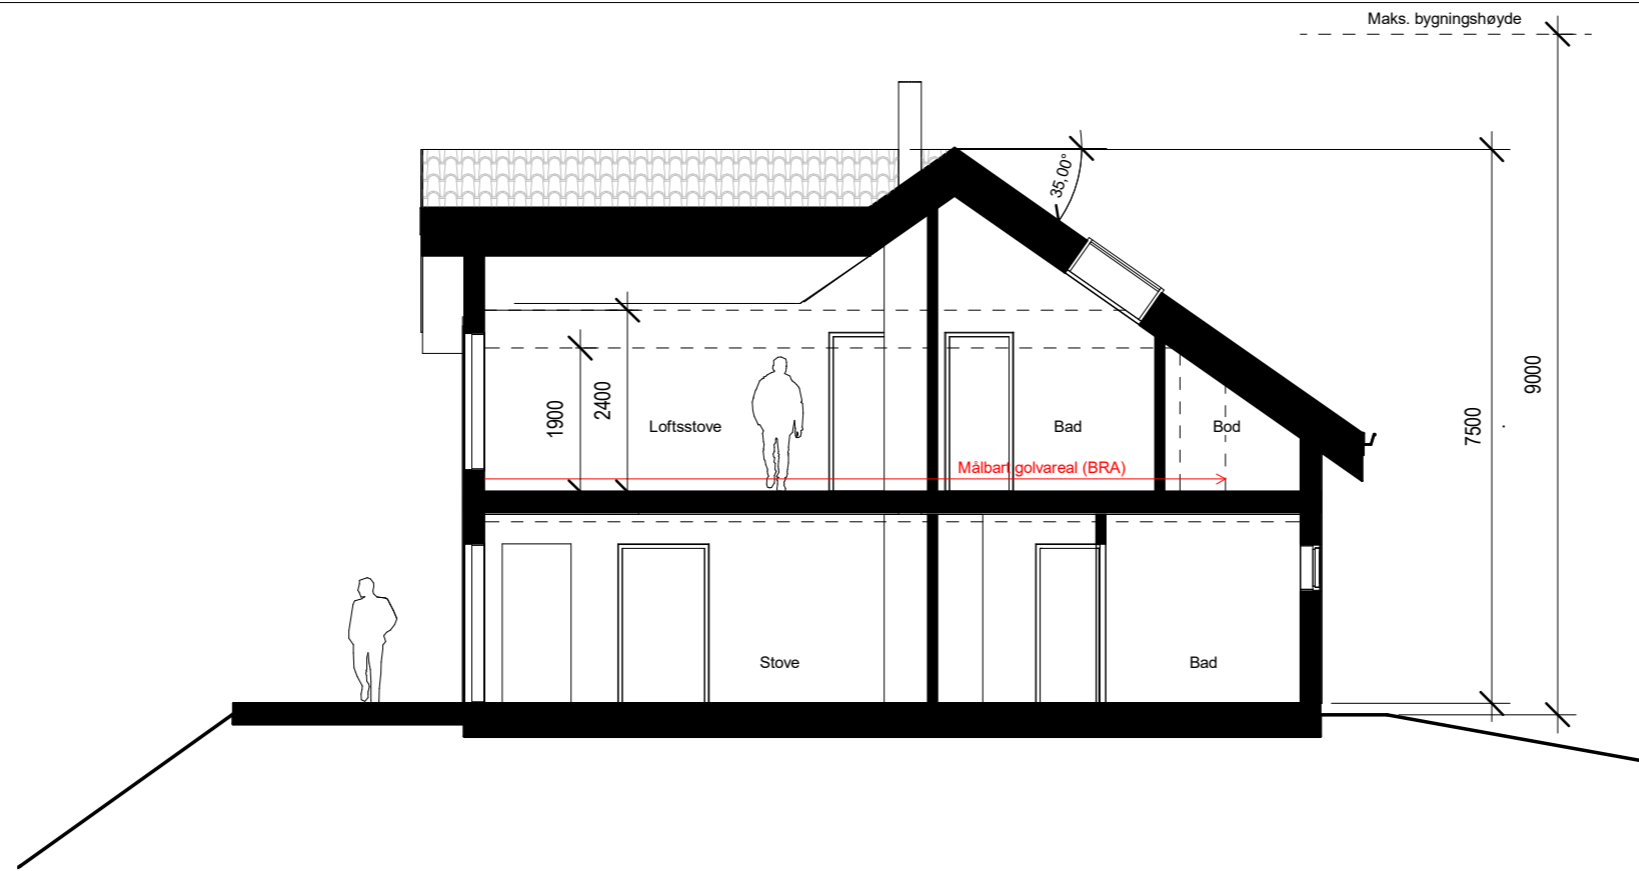 Maks. bygningshøyde
35,00°
9000
7500
2400
1900
Loftsstove
Bad
Bod
Målbart golvareal (BRA)
Stove
Bad